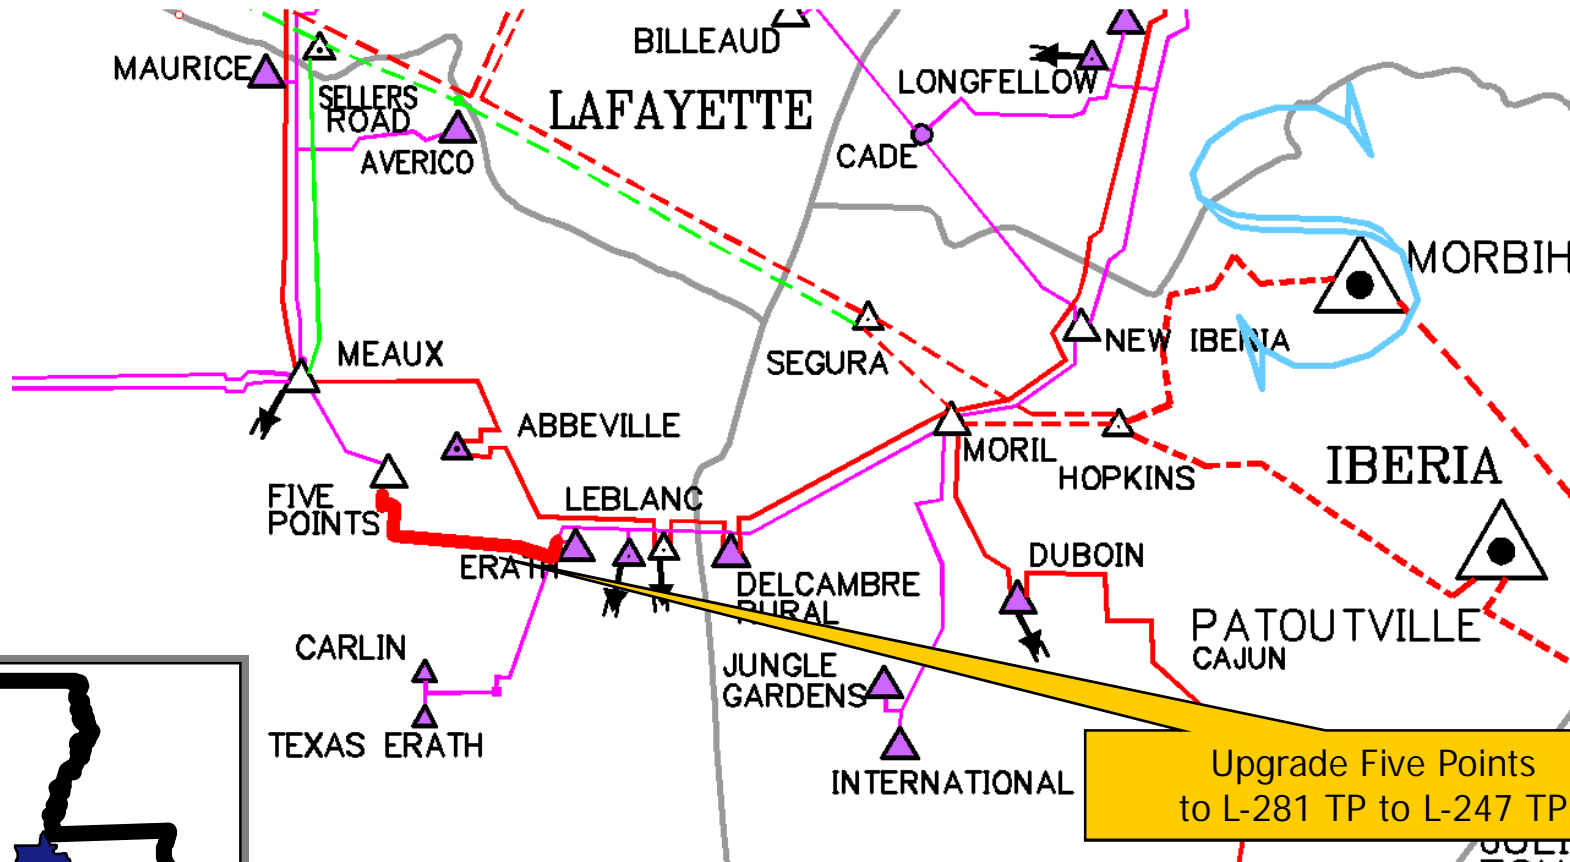 BILLEAUD
MAURICE
LONGFELLOW
SELLERS
ROAD
LAFAYETTE
AVERICO
CADE
MORBIH
MEAUX
SEGURA
NEW IBERIA
ABBEVILLE
MORIL
HOPKINS
IBERIA
FIVE
POINTS
LEBLANC
ERATH
DELCAMBRE
RURAL
DUBOIN
PATOUTVILLE
CAJUN
CARLIN
JUNGLE
GARDENS
TEXAS ERATH
INTERNATIONAL
Upgrade Five Points
to L-281 TP to L-247 TP